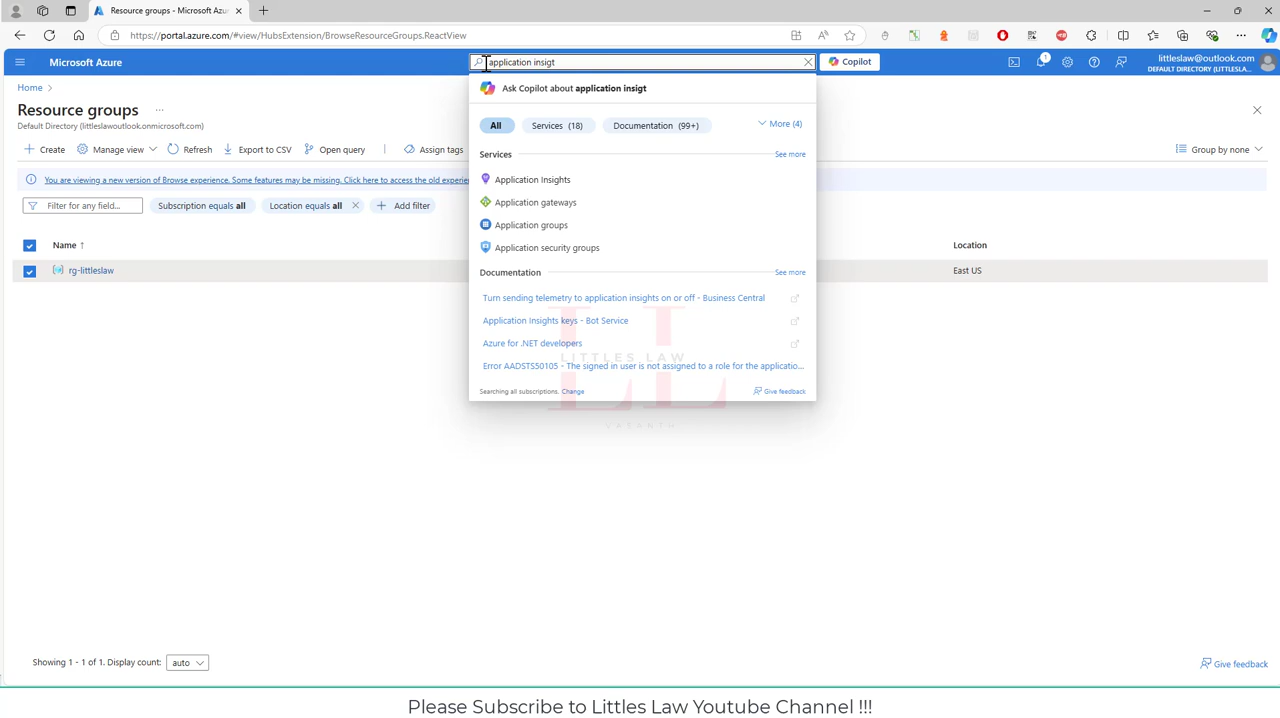 Resource groups - Microsoft Azu
https://portal.azure.com/#view/HubsExtension/BrowseResourceGroups.ReactView
Microsoft Azure
application insigt
Copilot
1
littleslaw@outlook.com
DEFAULT DIRECTORY (LITTLESLA...
Home
Resource groups
...
Default Directory (littleslawoutlook.onmicrosoft.com)
Create
Manage view
Refresh
Export to CSV
Open query
Assign tags
Group by none
You are viewing a new version of Browse experience. Some features may be missing. Click here to access the old experie
Filter for any field...
Subscription equals all
Location equals all
Add filter
Name ↑
Location
rg-littleslaw
East US
Ask Copilot about application insigt
All
Services (18)
Documentation (99+)
More (4)
Services
See more
Application Insights
Application gateways
Application groups
Application security groups
Documentation
See more
Turn sending telemetry to application insights on or off - Business Central
Application Insights keys - Bot Service
Azure for .NET developers
Error AADSTS50105 - The signed in user is not assigned to a role for the applicatio...
Searching all subscriptions. Change
Give feedback
LITTLES LAW
LL
VASANTH
Showing 1 - 1 of 1. Display count:
auto
Give feedback
Please Subscribe to Littles Law Youtube Channel !!!